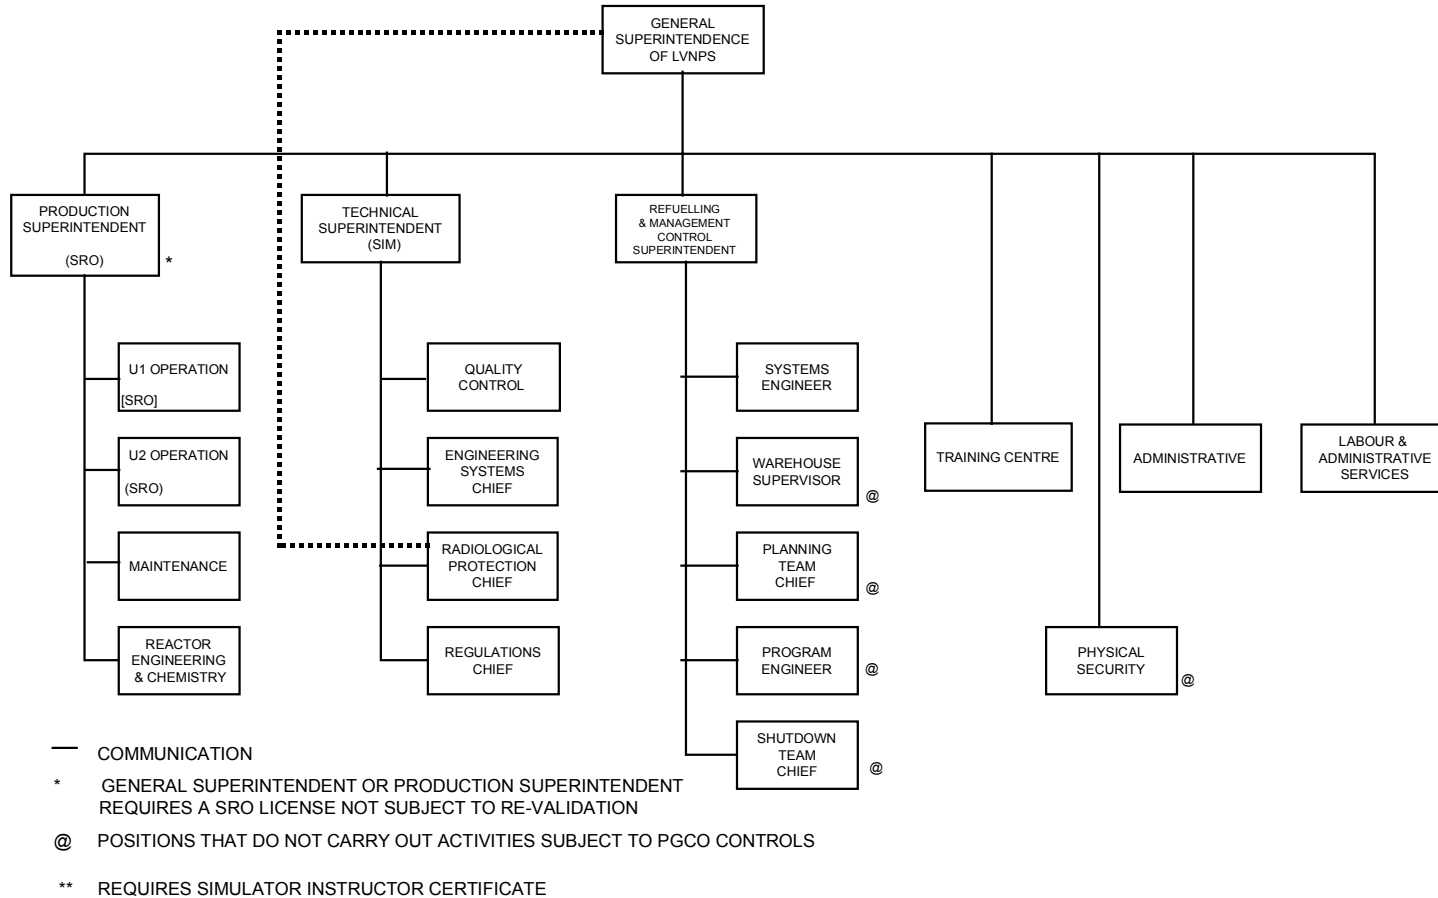 GENERAL
SUPERINTENDENCE
OF LVNPS
PRODUCTION
SUPERINTENDENT
(SRO)
*
TECHNICAL
SUPERINTENDENT
(SIM)
REFUELLING
& MANAGEMENT
CONTROL
SUPERINTENDENT
U1 OPERATION
[SRO]
U2 OPERATION
(SRO)
MAINTENANCE
REACTOR
ENGINEERING
& CHEMISTRY
QUALITY
CONTROL
ENGINEERING
SYSTEMS
CHIEF
RADIOLOGICAL
PROTECTION
CHIEF
REGULATIONS
CHIEF
SYSTEMS
ENGINEER
WAREHOUSE
SUPERVISOR
@
PLANNING
TEAM
CHIEF
@
PROGRAM
ENGINEER
@
SHUTDOWN
TEAM
CHIEF
@
TRAINING CENTRE
PHYSICAL
SECURITY
@
ADMINISTRATIVE
LABOUR &
ADMINISTRATIVE
SERVICES
COMMUNICATION
* GENERAL SUPERINTENDENT OR PRODUCTION SUPERINTENDENT
REQUIRES A SRO LICENSE NOT SUBJECT TO RE-VALIDATION
@ POSITIONS THAT DO NOT CARRY OUT ACTIVITIES SUBJECT TO PGCO CONTROLS
** REQUIRES SIMULATOR INSTRUCTOR CERTIFICATE